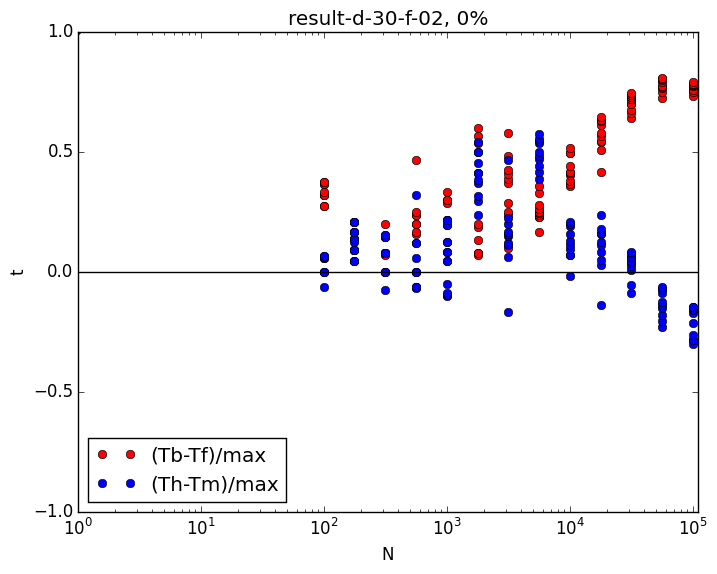 result-d-30-f-02, 0%
1.0
0.5
t
0.0
−0.5
(Tb-Tf)/max
(Th-Tm)/max
−1.0
10^0 10^1 10^2 10^3 10^4 10^5
N